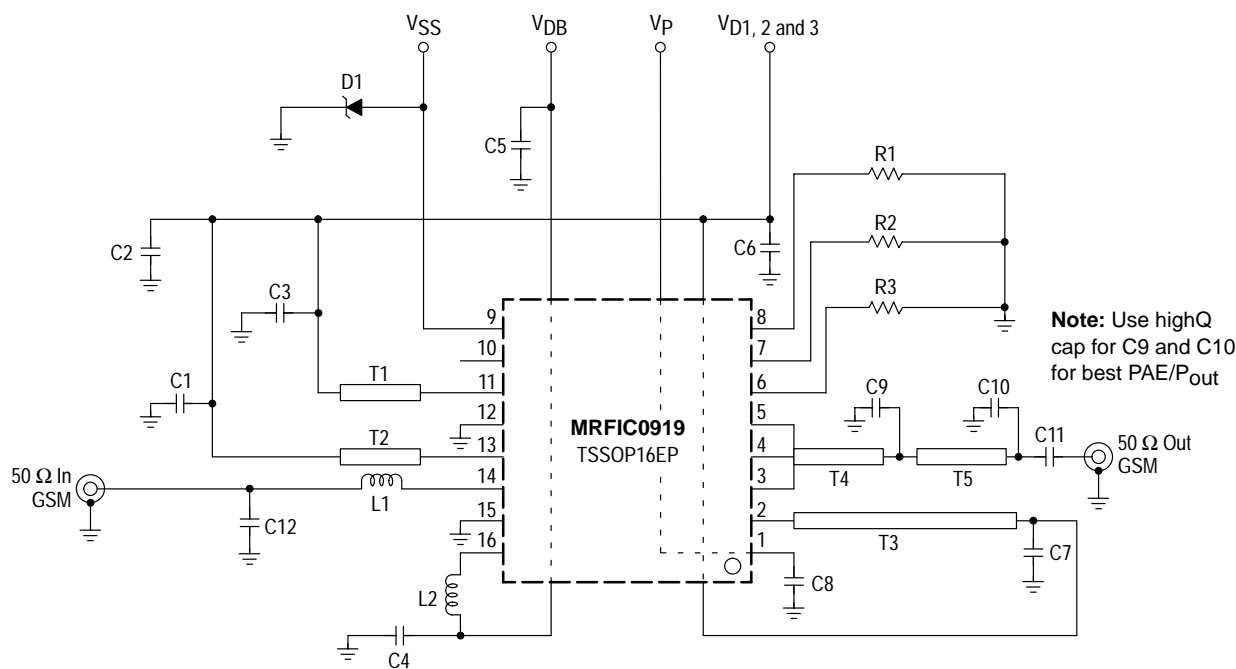 VSS
VDB
VP
VD1, 2 and 3
D1
C5
R1
C2
C6
R2
C3
R3
9
8
Note: Use highQ
cap for C9 and C10
for best PAE/Pout
10
7
C1
T1
11
6
C9
C10
12
5
MRFIC0919
TSSOP16EP
C11
T2
13
4
50 Ω Out
GSM
T4
T5
50 Ω In
GSM
14
3
L1
C12
15
2
T3
C7
16
1
C8
L2
C4